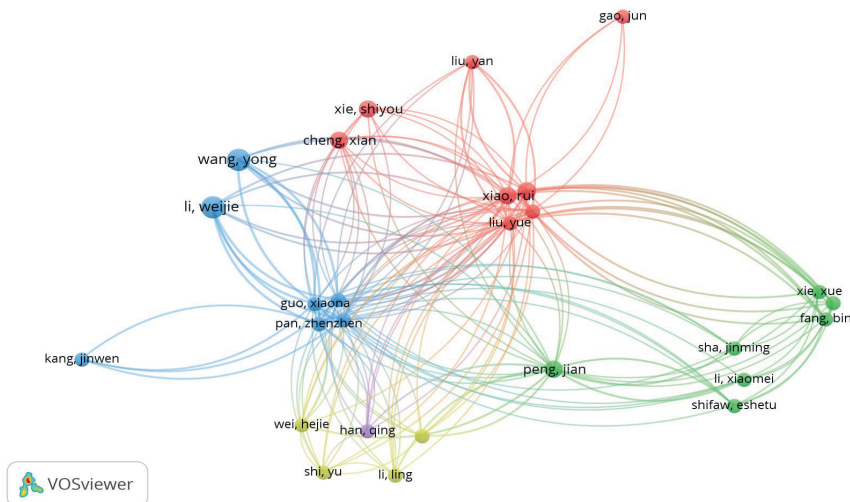 gao, jun
liu, yan
xie, shiyou
cheng, xian
wang, yong
xiao, rui
li, weijie
liu, yue
xie, xue
guo, xiaona
fang, bin
pan, zhenzhen
sha, jinming
kang, jinwen
peng, jian
li, xiaomei
shifaw, eshetu
wei, hejie
han, qing
shi, yu
li, ling
VOSviewer